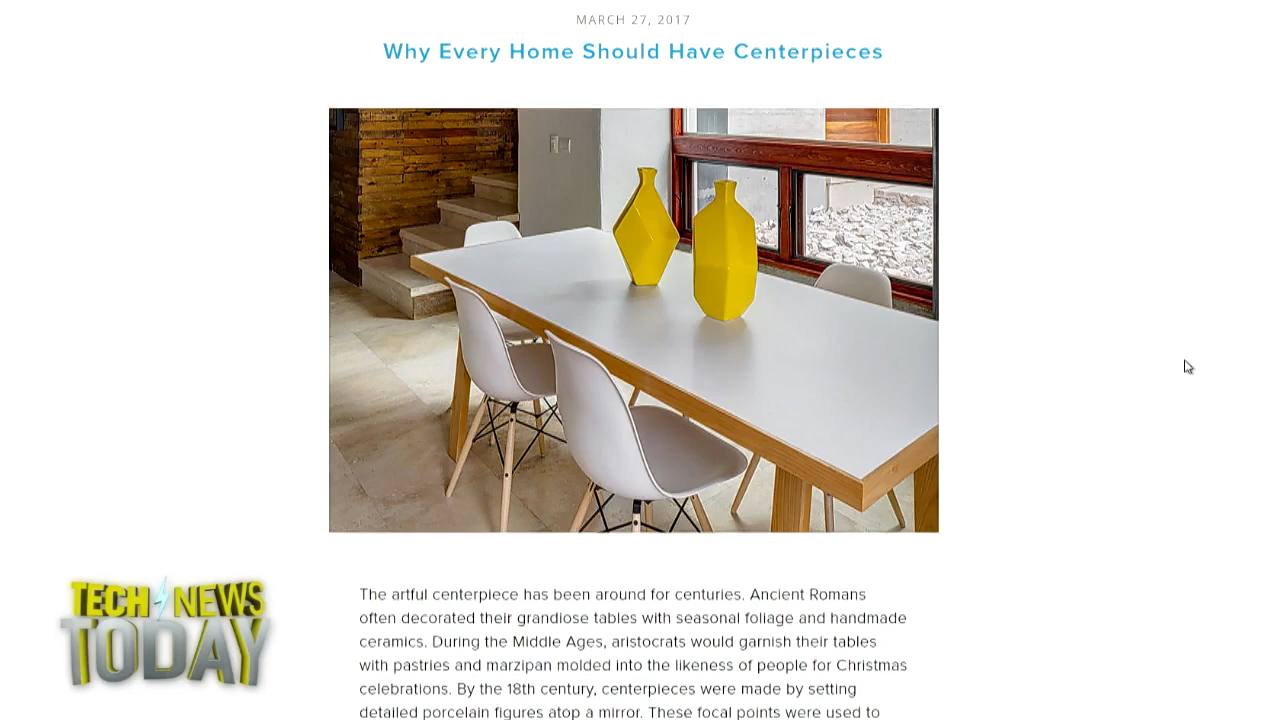 MARCH 27, 2017
Why Every Home Should Have Centerpieces
The artful centerpiece has been around for centuries. Ancient Romans
often decorated their grandiose tables with seasonal foliage and handmade
ceramics. During the Middle Ages, aristocrats would garnish their tables
with pastries and marzipan molded into the likeness of people for Christmas
celebrations. By the 18th century, centerpieces were made by setting
detailed porcelain figures atop a mirror. These focal points were used to
TECH NEWS
TODAY